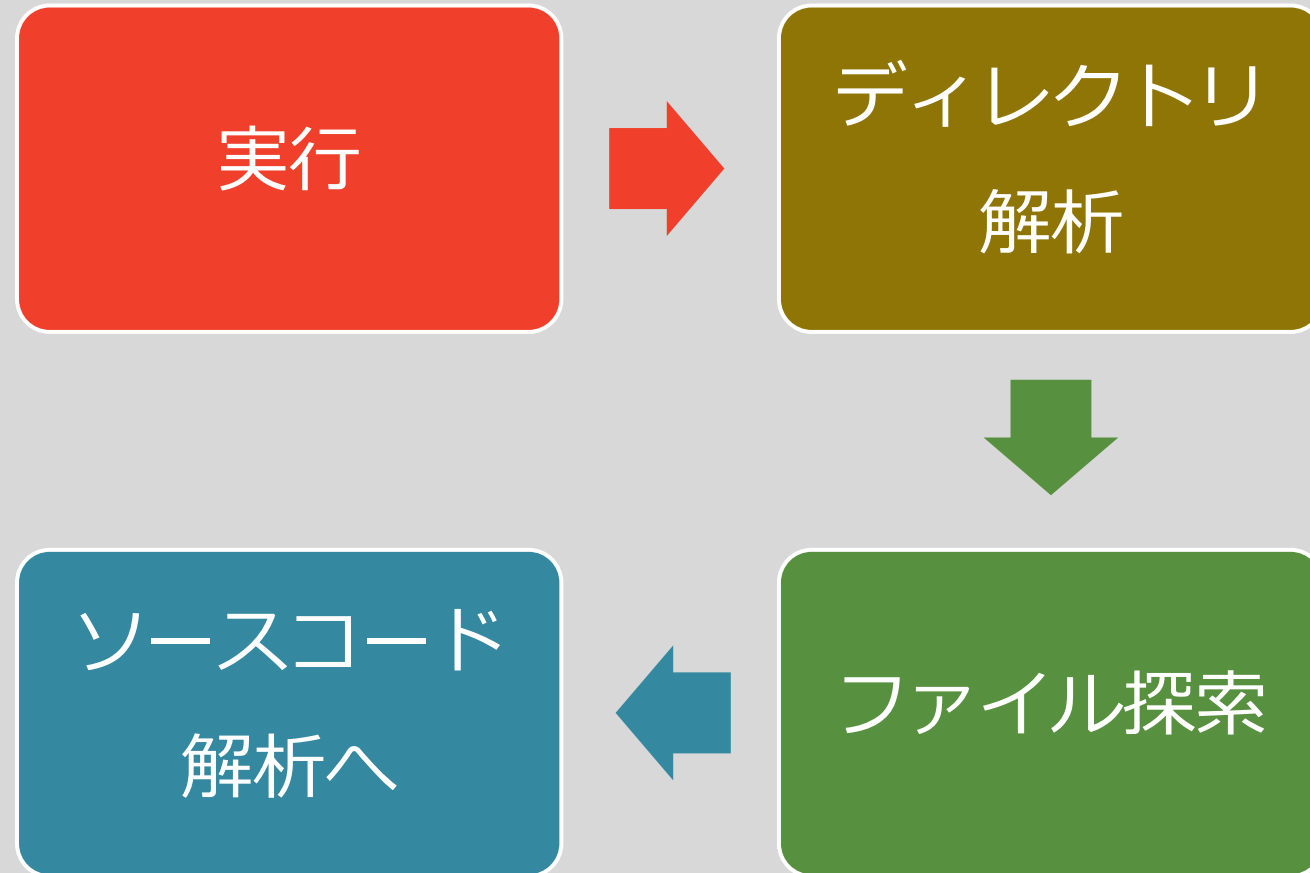 実行
ディレクトリ
解析
ファイル探索
ソースコード
解析へ